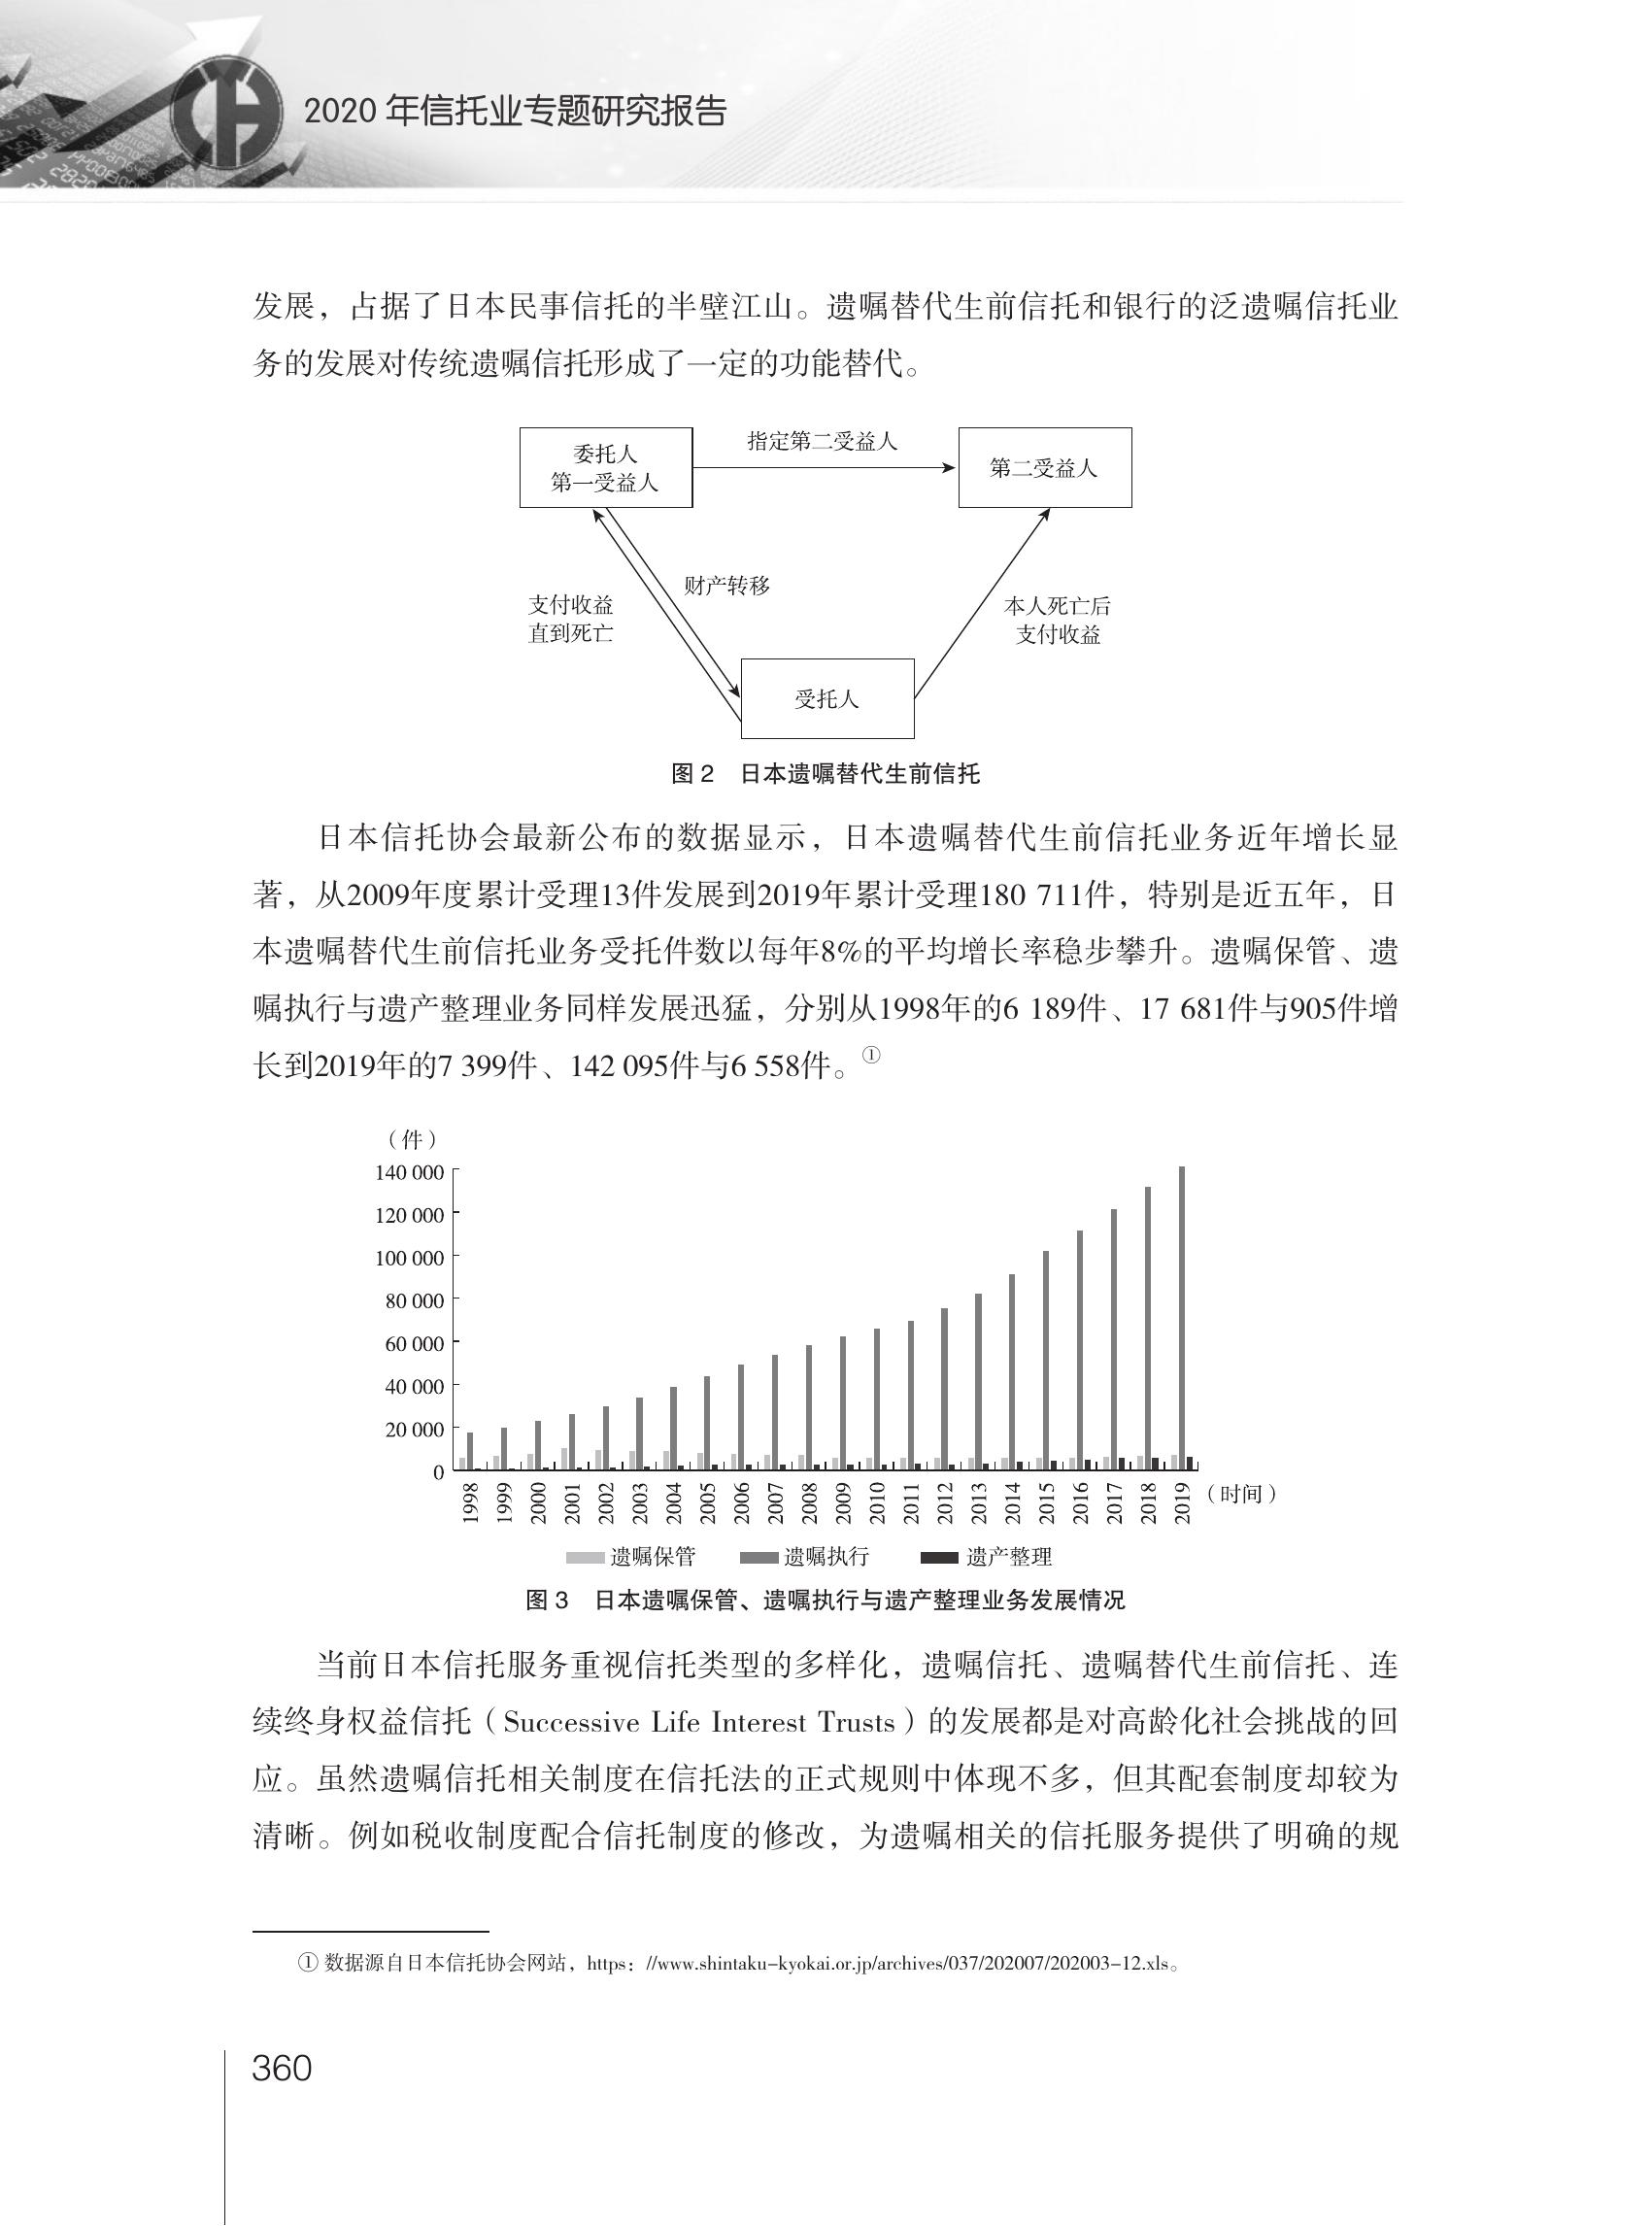 2020 年信托业专题研究报告
发展，占据了日本民事信托的半壁江山。遗嘱替代生前信托和银行的泛遗嘱信托业
务的发展对传统遗嘱信托形成了一定的功能替代。
委托人
第一受益人
指定第二受益人
第二受益人
财产转移
支付收益
直到死亡
本人死亡后
支付收益
受托人
图 2　日本遗嘱替代生前信托
日本信托协会最新公布的数据显示，日本遗嘱替代生前信托业务近年增长显
著，从2009年度累计受理13件发展到2019年累计受理180 711件，特别是近五年，日
本遗嘱替代生前信托业务受托件数以每年8%的平均增长率稳步攀升。遗嘱保管、遗
嘱执行与遗产整理业务同样发展迅猛，分别从1998年的6 189件、17 681件与905件增
长到2019年的7 399件、142 095件与6 558件。①
（件）
140 000
120 000
100 000
80 000
60 000
40 000
20 000
0
1998 1999 2000 2001 2002 2003 2004 2005 2006 2007 2008 2009 2010 2011 2012 2013 2014 2015 2016 2017 2018 2019 （时间）
遗嘱保管 遗嘱执行 遗产整理
图 3　日本遗嘱保管、遗嘱执行与遗产整理业务发展情况
当前日本信托服务重视信托类型的多样化，遗嘱信托、遗嘱替代生前信托、连
续终身权益信托（Successive Life Interest Trusts）的发展都是对高龄化社会挑战的回
应。虽然遗嘱信托相关制度在信托法的正式规则中体现不多，但其配套制度却较为
清晰。例如税收制度配合信托制度的修改，为遗嘱相关的信托服务提供了明确的规
① 数据源自日本信托协会网站，https：//www.shintaku-kyokai.or.jp/archives/037/202007/202003-12.xls。
360